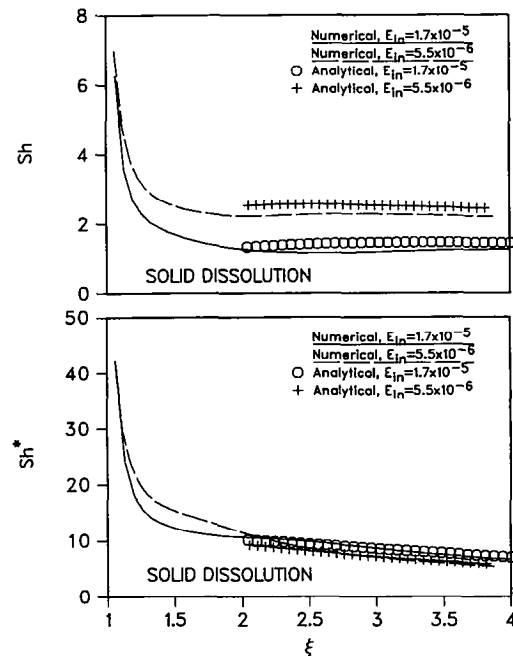 8
6
4
2
0
Sh
Numerical, E_in=1.7x10^-5
Numerical, E_in=5.5x10^-6
Analytical, E_in=1.7x10^-5
Analytical, E_in=5.5x10^-6
SOLID DISSOLUTION
50
40
30
20
10
0
Sh*
Numerical, E_in=1.7x10^-5
Numerical, E_in=5.5x10^-6
Analytical, E_in=1.7x10^-5
Analytical, E_in=5.5x10^-6
SOLID DISSOLUTION
1 1.5 2 2.5 3 3.5 4
ξ